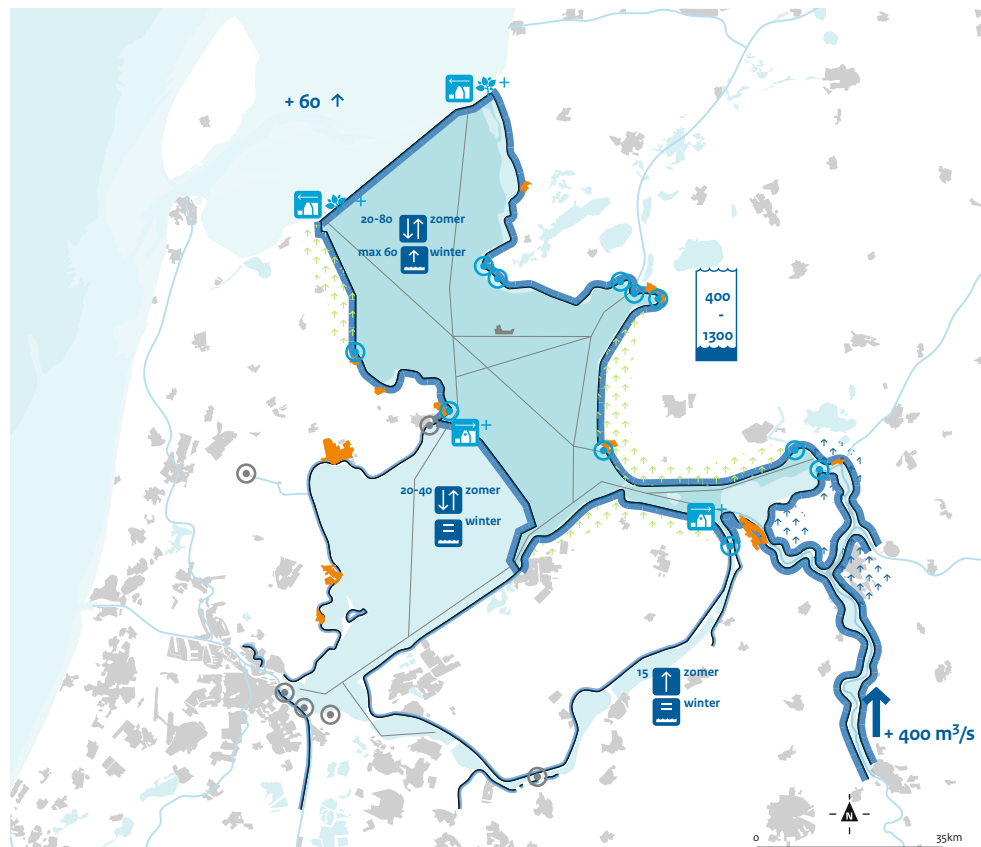 + 60 ↑
20-80 zomer
max 60 winter
400
-
1300
20-40 zomer
winter
15 zomer
winter
+ 400 m³/s
N
0 35km